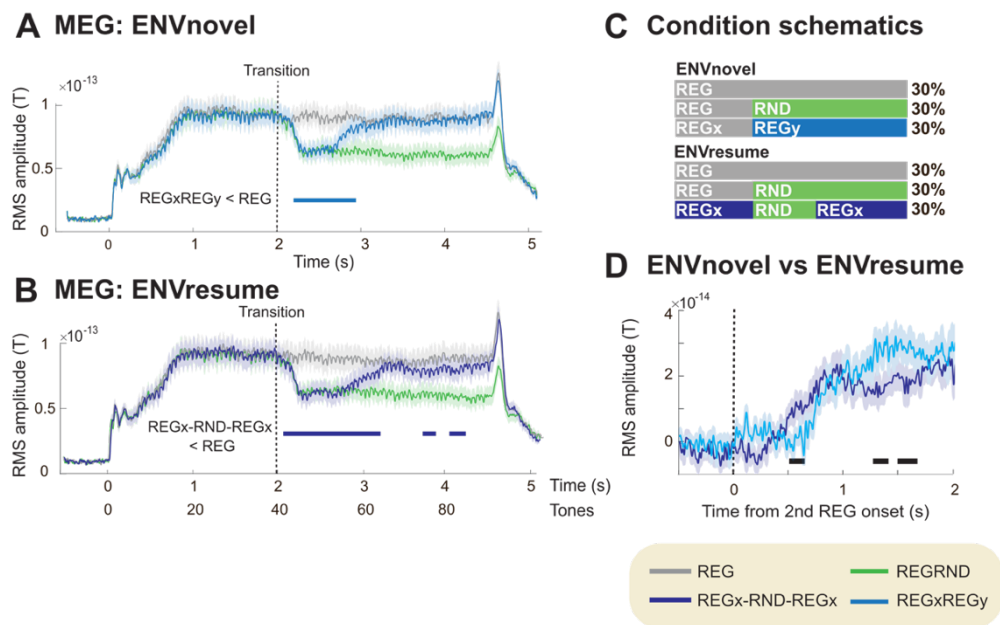 A MEG: ENVnovel
×10⁻¹³
Transition
RMS amplitude (T)
1
0.5
0
REGxREGy < REG
0 1 2 3 4 5
Time (s)
B MEG: ENVresume
×10⁻¹³
Transition
RMS amplitude (T)
1
0.5
0
REGx-RND-REGx
< REG
0 1 2 3 4 5 Time (s)
0 20 40 60 80 Tones
C Condition schematics
ENVnovel
REG 30%
REG RND 30%
REGx REGy 30%
ENVresume
REG 30%
REG RND 30%
REGx RND REGx 30%
D ENVnovel vs ENVresume
×10⁻¹⁴
RMS amplitude (T)
4
2
0
0 1 2
Time from 2nd REG onset (s)
REG REGRND
REGx-RND-REGx REGxREGy